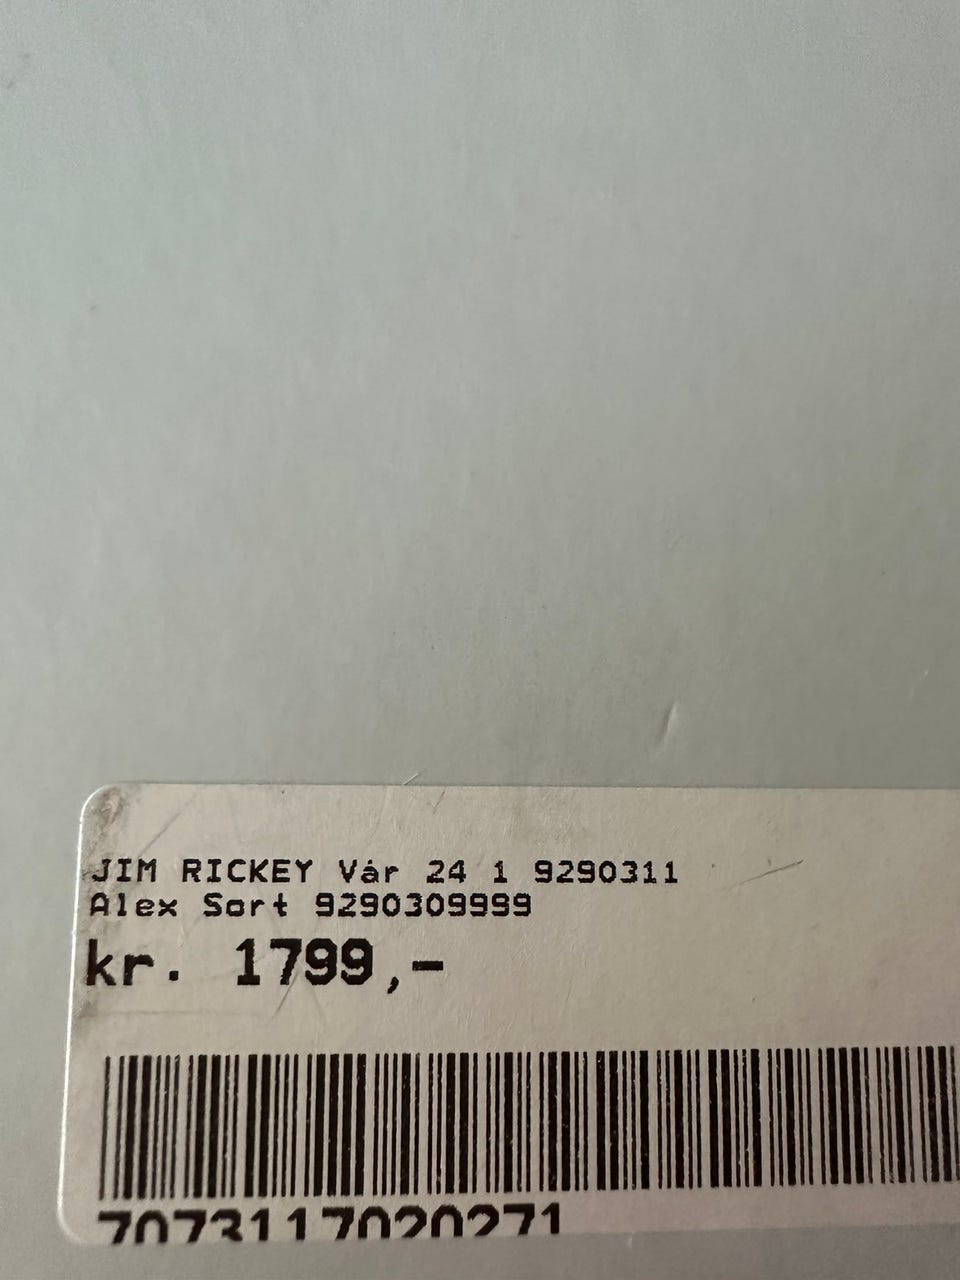 JIM RICKEY Vår 24 1 9290311
Alex Sort 9290309999
kr. 1799,-
7073117020271